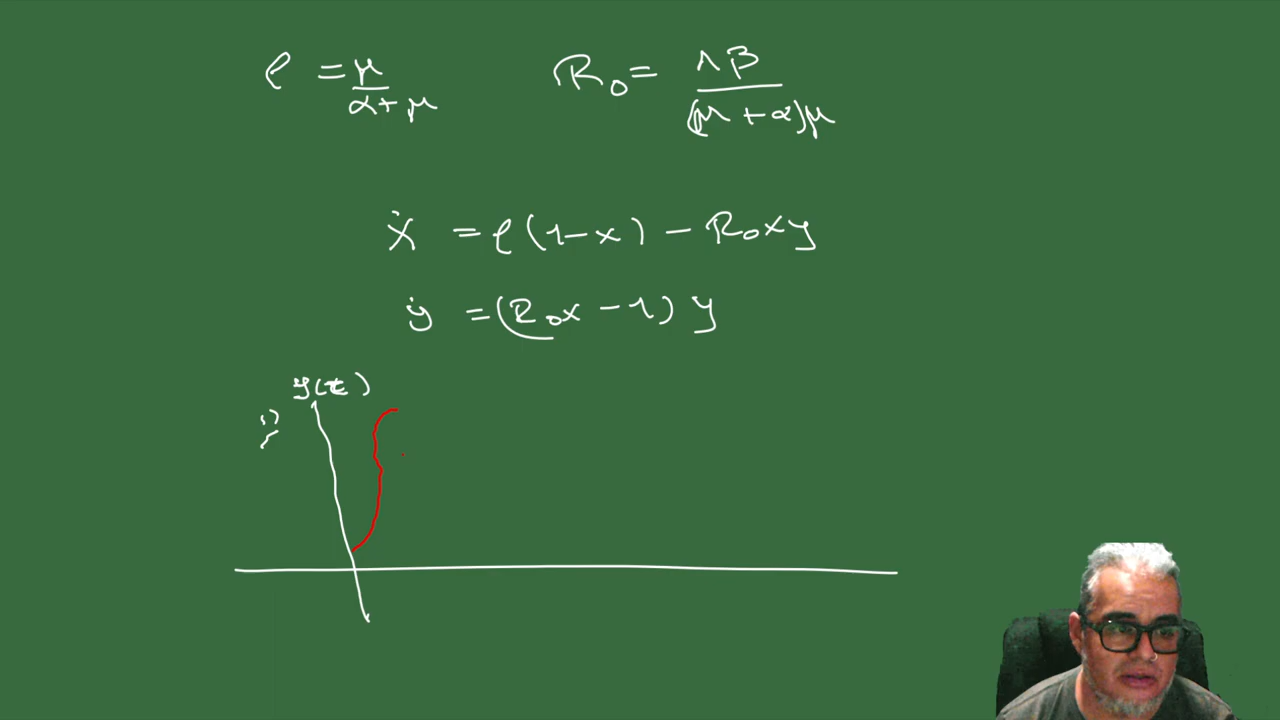 ρ = μ/(α + μ)    R₀ = Λβ/((μ + α)μ)
ẋ = ρ(1 - x) - R₀xy
ẏ = (R₀x - 1) y
y(t)